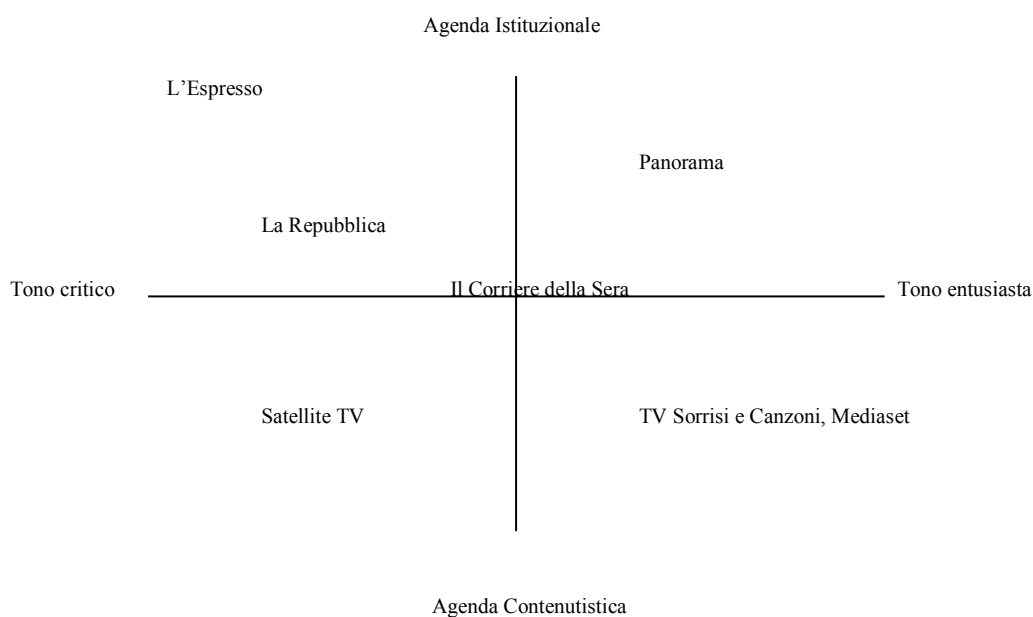 Agenda Istituzionale
L’Espresso
Panorama
La Repubblica
Tono critico
Il Corriere della Sera
Tono entusiasta
Satellite TV
TV Sorrisi e Canzoni, Mediaset
Agenda Contenutistica